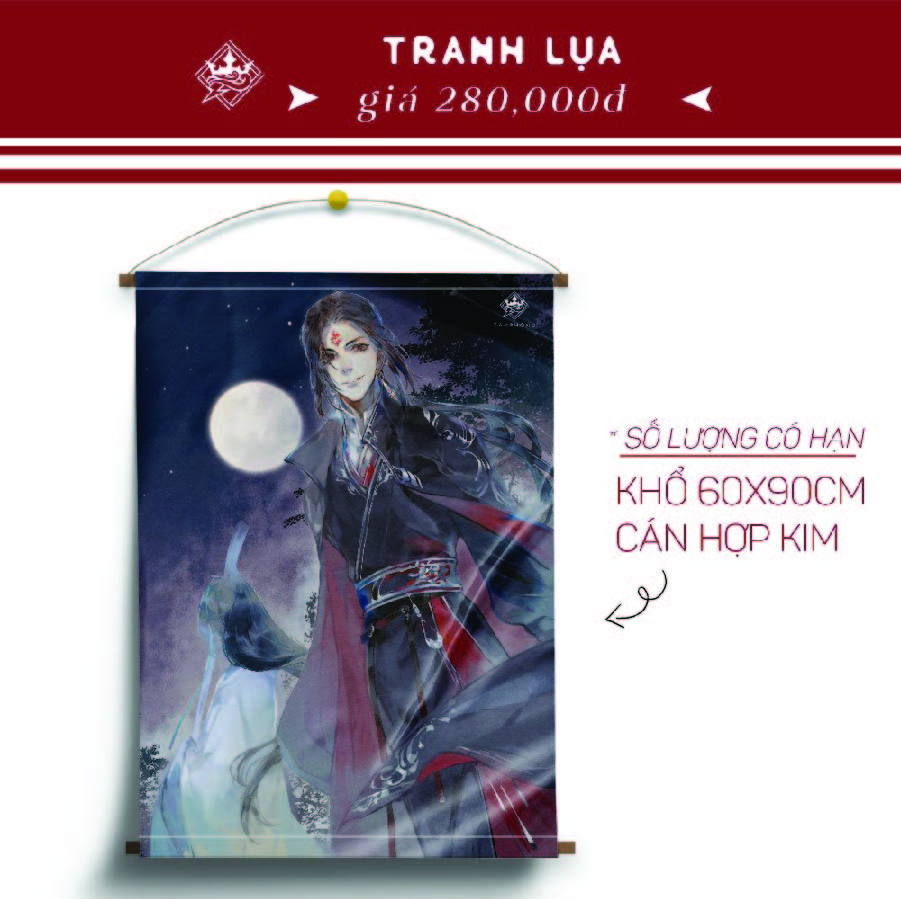 TRANH LỤA
giá 280,000đ
* SỐ LƯỢNG CÓ HẠN
KHỔ 60X90CM
CÁN HỢP KIM